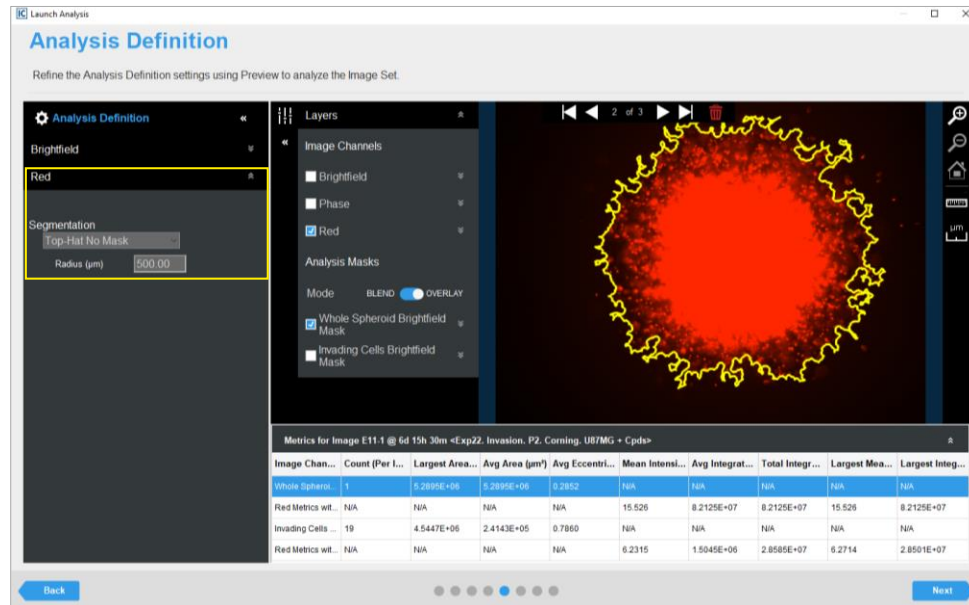 IC Launch Analysis
Analysis Definition
Refine the Analysis Definition settings using Preview to analyze the Image Set.
Analysis Definition
Brightfield
Red
Segmentation
Top-Hat No Mask
Radius (µm) 500.00
Layers
Image Channels
Brightfield
Phase
Red
Analysis Masks
Mode BLEND OVERLAY
Whole Spheroid Brightfield
Mask
Invading Cells Brightfield
Mask
2 of 3
µm
Metrics for Image E11-1 @ 6d 15h 30m <Exp22. Invasion. P2. Corning. U87MG + Cpds>
Image Chan... Count (Per I... Largest Area... Avg Area (µm²) Avg Eccentri... Mean Intensi... Avg Integrat... Total Integr... Largest Mea... Largest Integ...
Whole Spheroi... 1 5.2895E+06 5.2895E+06 0.2852 N/A N/A N/A N/A N/A
Red Metrics wit... N/A N/A N/A N/A 15.526 8.2125E+07 8.2125E+07 15.526 8.2125E+07
Invading Cells ... 19 4.5447E+06 2.4143E+05 0.7860 N/A N/A N/A N/A N/A
Red Metrics wit... N/A N/A N/A N/A 6.2315 1.5045E+06 2.8585E+07 6.2714 2.8501E+07
Back
Next